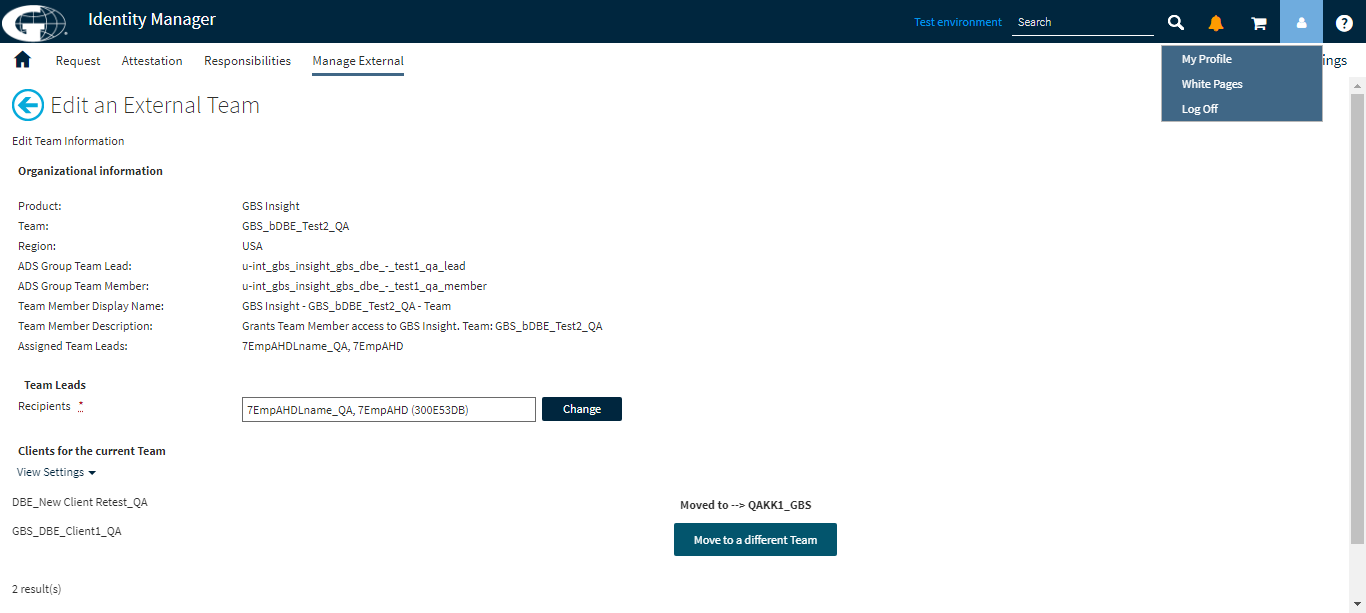 Identity Manager
Test environment
Search
?
My Profile
White Pages
Log Off
Request Attestation Responsibilities Manage External ings
Edit an External Team
Edit Team Information
Organizational information
Product: GBS Insight
Team: GBS_bDBE_Test2_QA
Region: USA
ADS Group Team Lead: u-int_gbs_insight_gbs_dbe_-_test1_qa_lead
ADS Group Team Member: u-int_gbs_insight_gbs_dbe_-_test1_qa_member
Team Member Display Name: GBS Insight - GBS_bDBE_Test2_QA - Team
Team Member Description: Grants Team Member access to GBS Insight. Team: GBS_bDBE_Test2_QA
Assigned Team Leads: 7EmpAHDLname_QA, 7EmpAHD
Team Leads
Recipients * 7EmpAHDLname_QA, 7EmpAHD (300E53DB) Change
Clients for the current Team
View Settings
DBE_New Client Retest_QA Moved to --> QAKK1_GBS
GBS_DBE_Client1_QA Move to a different Team
2 result(s)